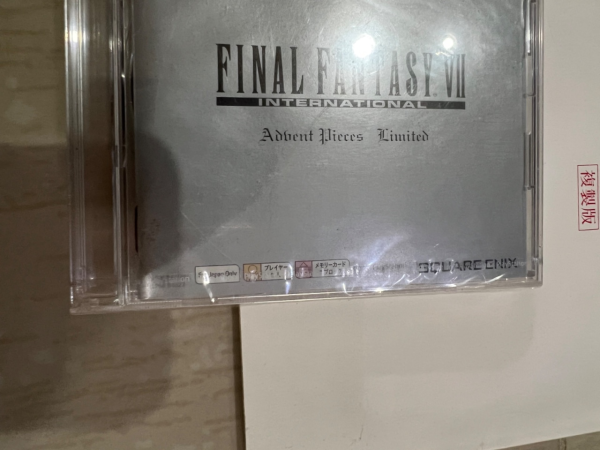 FINAL FANTASY VII
INTERNATIONAL
Advent Pieces Limited
プレイヤー
メモリーカード
SQUARE ENIX
複製版